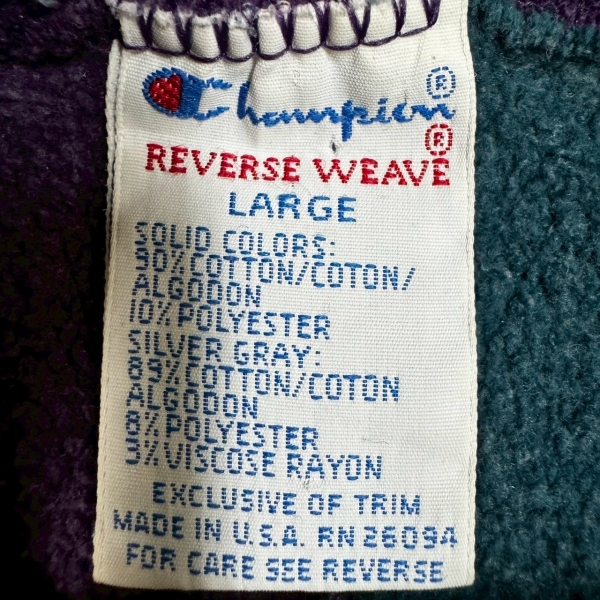 Champion®
REVERSE WEAVE®
LARGE
SOLID COLORS:
90% COTTON/COTON/
ALGODON
10% POLYESTER
SILVER GRAY:
89% COTTON/COTON
ALGODON
8% POLYESTER
3% VISCOSE RAYON
EXCLUSIVE OF TRIM
MADE IN U.S.A. RN 26094
FOR CARE SEE REVERSE